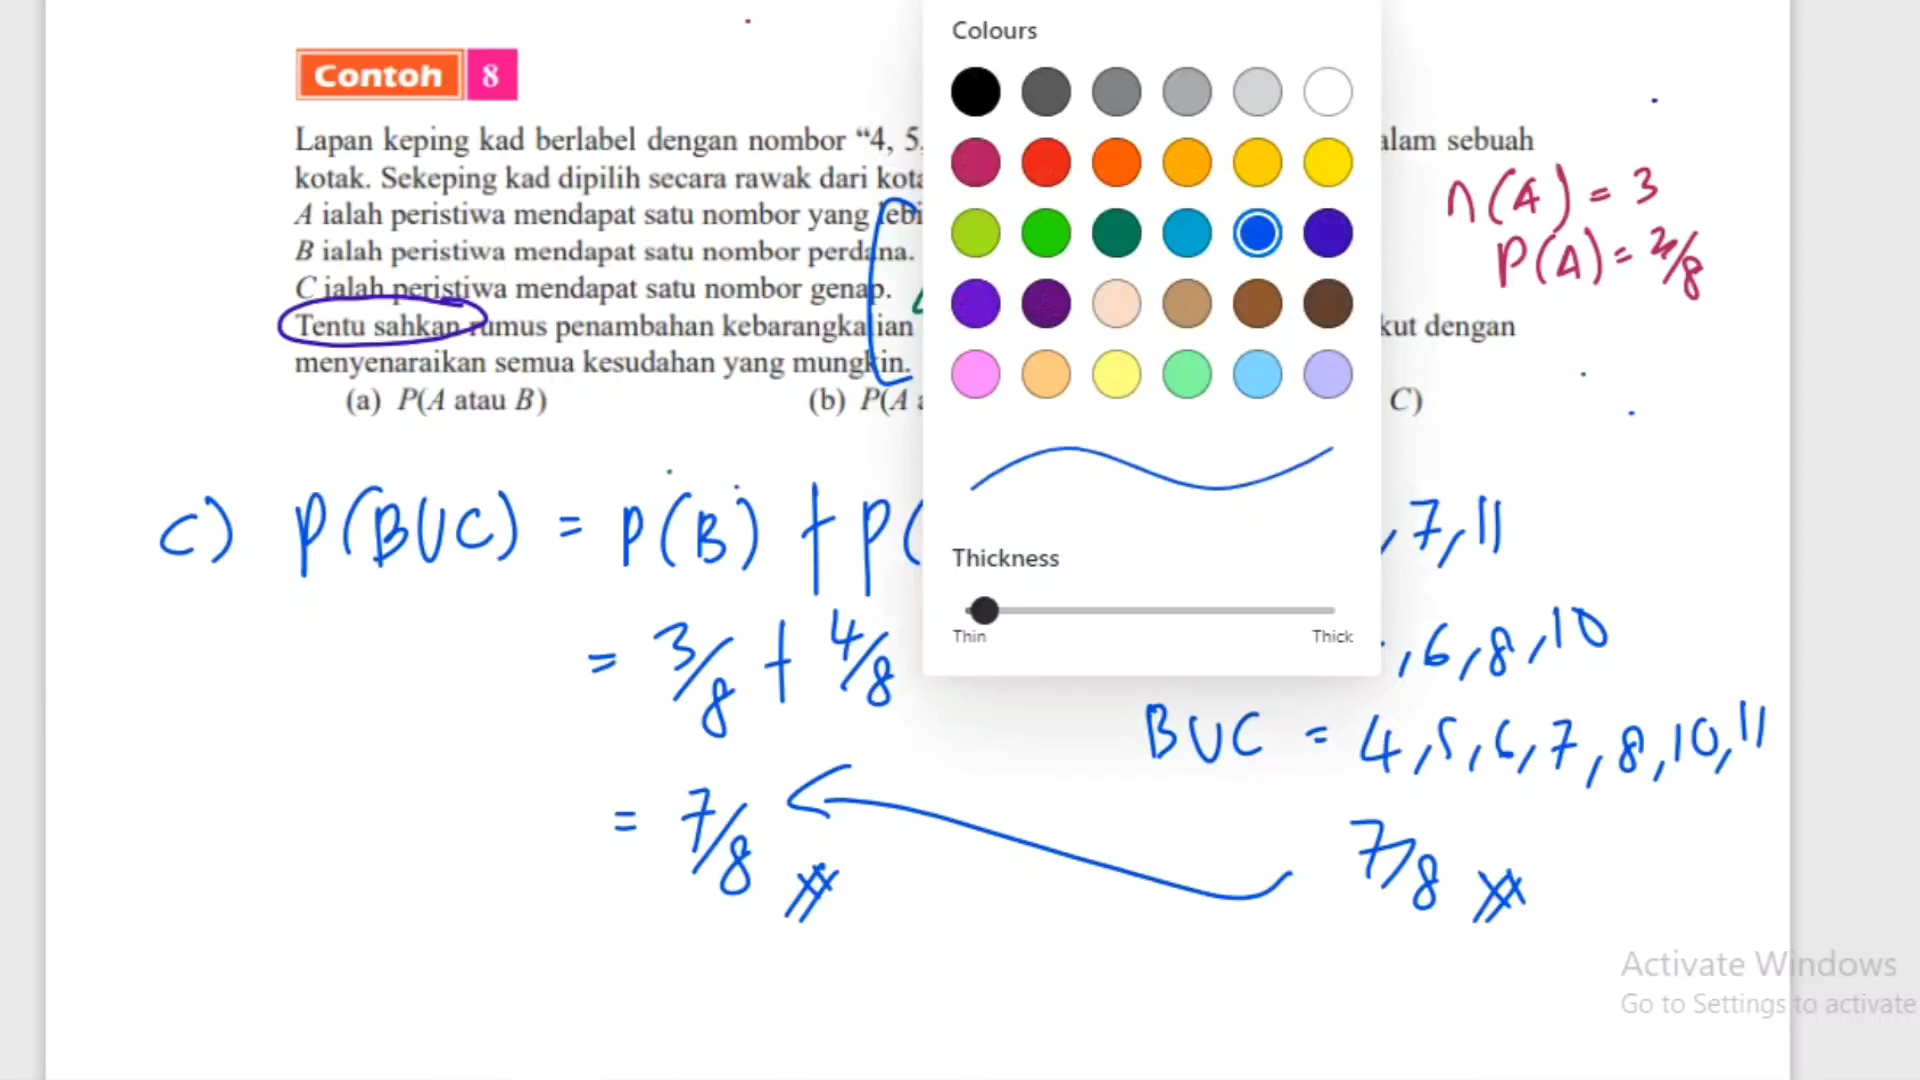 Colours
Contoh 8
Lapan keping kad berlabel dengan nombor “4, 5, alam sebuah
kotak. Sekeping kad dipilih secara rawak dari kota
A ialah peristiwa mendapat satu nombor yang lebi
B ialah peristiwa mendapat satu nombor perdana.
C ialah peristiwa mendapat satu nombor genap.
Tentu sahkan rumus penambahan kebarangkalian kut dengan
menyenaraikan semua kesudahan yang mungkin.
(a) P(A atau B) (b) P(A a C)
n(A) = 3
P(A) = 3/8
c) P(BUC) = P(B) + P( , 7, 11
Thickness
Thin Thick
= 3/8 + 4/8 , 6, 8, 10
BUC = 4, 5, 6, 7, 8, 10, 11
= 7/8 7/8
Activate Windows
Go to Settings to activate